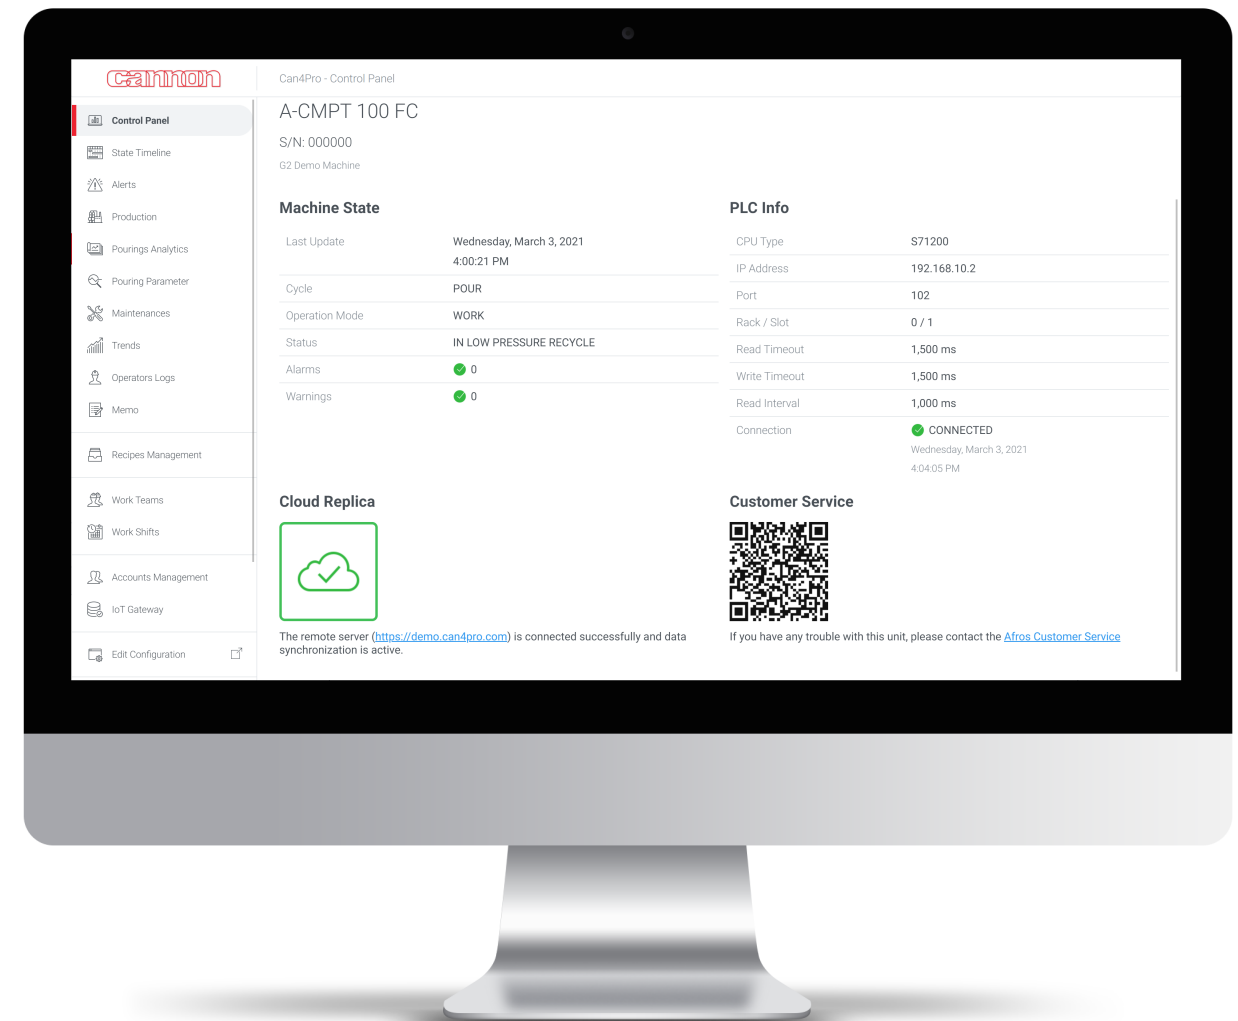 cannon
Can4Pro - Control Panel
Control Panel
State Timeline
Alerts
Production
Pourings Analytics
Pouring Parameter
Maintenances
Trends
Operators Logs
Memo
Recipes Management
Work Teams
Work Shifts
Accounts Management
IoT Gateway
Edit Configuration
A-CMPT 100 FC
S/N: 000000
G2 Demo Machine
Machine State
Last Update Wednesday, March 3, 2021
4:00:21 PM
Cycle POUR
Operation Mode WORK
Status IN LOW PRESSURE RECYCLE
Alarms 0
Warnings 0
PLC Info
CPU Type S71200
IP Address 192.168.10.2
Port 102
Rack / Slot 0 / 1
Read Timeout 1,500 ms
Write Timeout 1,500 ms
Read Interval 1,000 ms
Connection CONNECTED
Wednesday, March 3, 2021
4:04:05 PM
Cloud Replica
The remote server (https://demo.can4pro.com) is connected successfully and data
synchronization is active.
Customer Service
If you have any trouble with this unit, please contact the Afros Customer Service